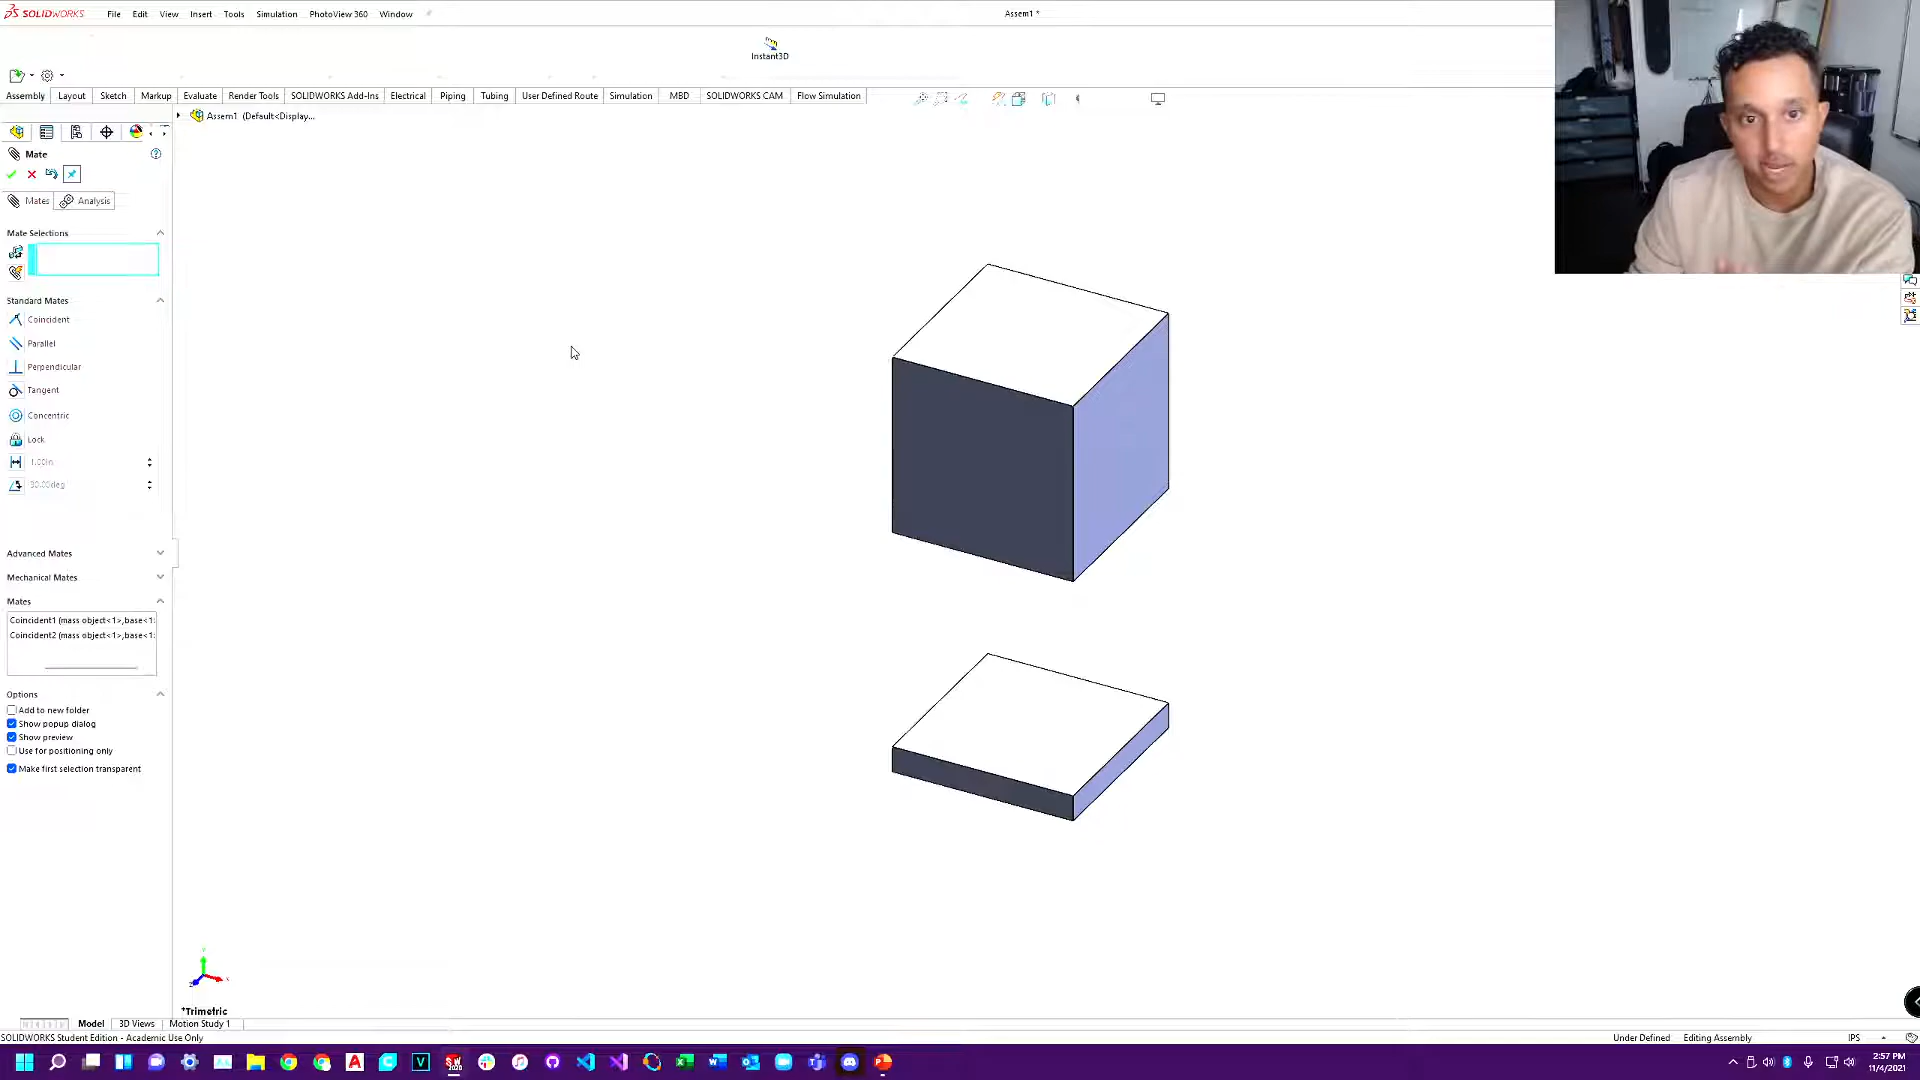 SOLIDWORKS File Edit View Insert Tools Simulation PhotoView 360 Window Assem1 *
Instant3D
Assembly Layout Sketch Markup Evaluate Render Tools SOLIDWORKS Add-Ins Electrical Piping Tubing User Defined Route Simulation MBD SOLIDWORKS CAM Flow Simulation
Assem1 (Default<Display...
Mate
Mates Analysis
Mate Selections
Standard Mates
Coincident
Parallel
Perpendicular
Tangent
Concentric
Lock
1.00in
30.00deg
Advanced Mates
Mechanical Mates
Mates
Coincident1 (mass object<1>,base<1>
Coincident2 (mass object<1>,base<1>
Options
Add to new folder
Show popup dialog
Show preview
Use for positioning only
Make first selection transparent
*Trimetric
Model 3D Views Motion Study 1
SOLIDWORKS Student Edition - Academic Use Only Under Defined Editing Assembly IPS
2:57 PM
11/4/2021